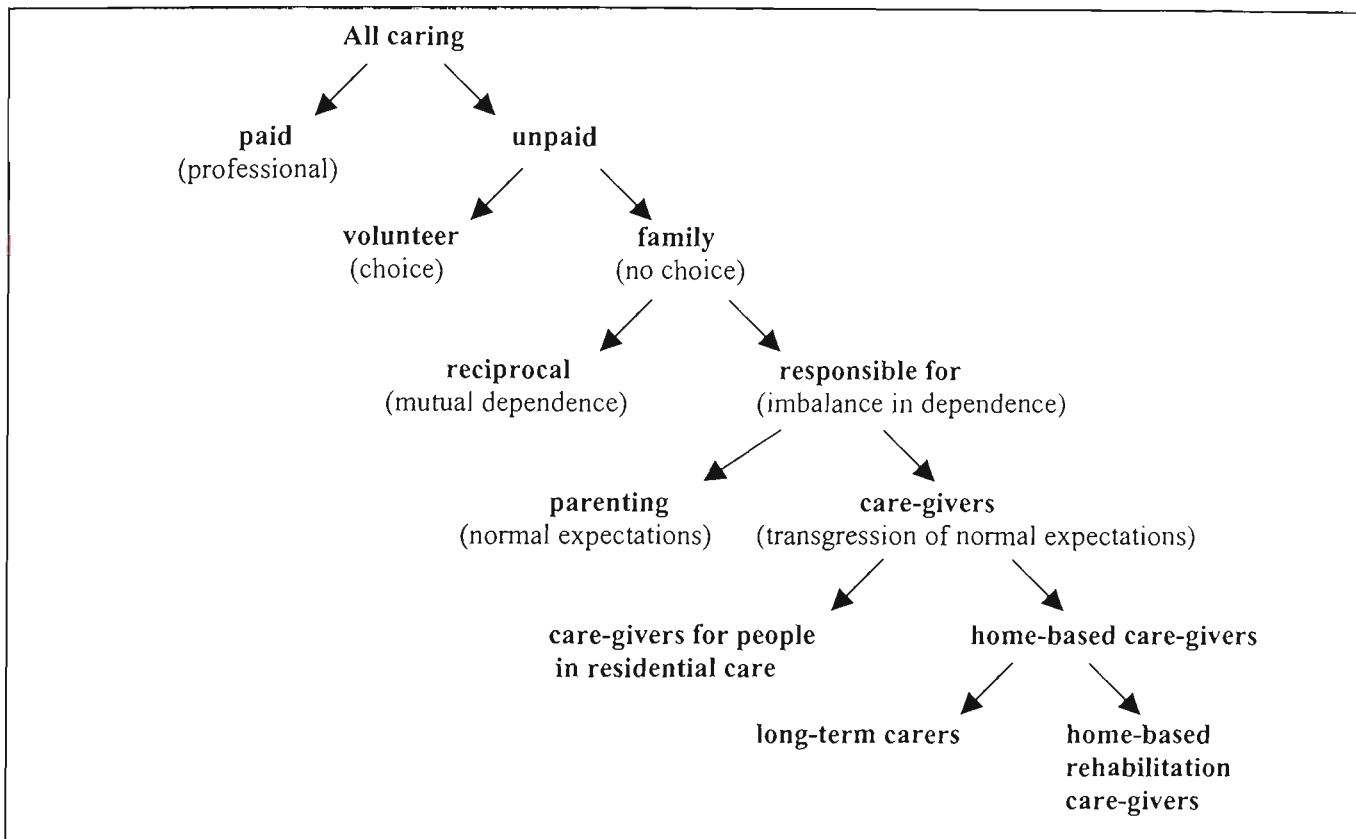 All caring
paid
(professional)
unpaid
volunteer
(choice)
family
(no choice)
reciprocal
(mutual dependence)
responsible for
(imbalance in dependence)
parenting
(normal expectations)
care-givers
(transgression of normal expectations)
care-givers for people
in residential care
home-based care-givers
long-term carers
home-based
rehabilitation
care-givers